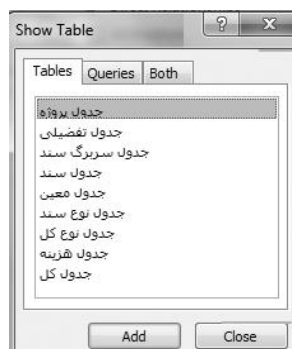 Show Table
Tables Queries Both
جدول پروژه
جدول تفضیلی
جدول سربرگ سند
جدول سند
جدول معین
جدول نوع سند
جدول نوع کل
جدول هزینه
جدول کل
Add Close